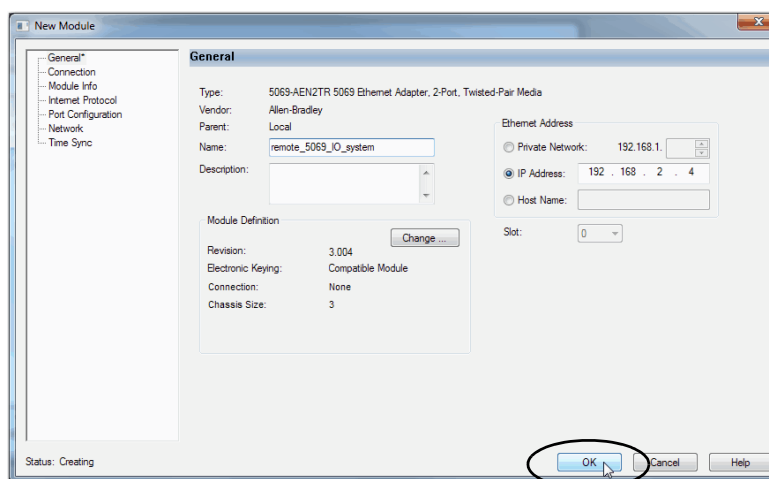 New Module
General*
Connection
Module Info
Internet Protocol
Port Configuration
Network
Time Sync
General
Type: 5069-AEN2TR 5069 Ethernet Adapter, 2-Port, Twisted-Pair Media
Vendor: Allen-Bradley
Parent: Local
Name: remote_5069_IO_system
Description:
Ethernet Address
Private Network: 192.168.1.
IP Address: 192 . 168 . 2 . 4
Host Name:
Slot: 0
Module Definition
Change ...
Revision: 3.004
Electronic Keying: Compatible Module
Connection: None
Chassis Size: 3
Status: Creating
OK Cancel Help